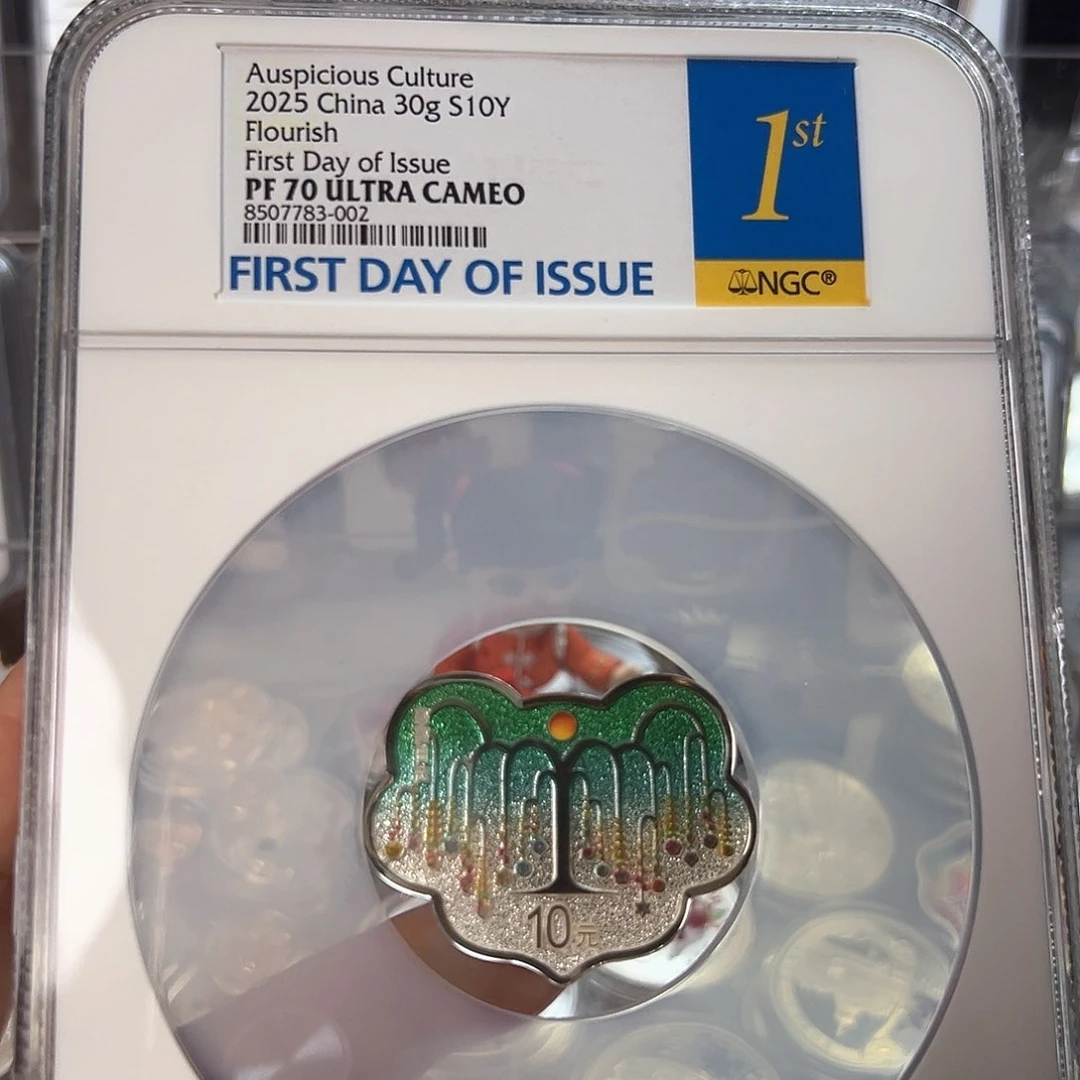 Auspicious Culture
2025 China 30g S10Y
Flourish
First Day of Issue
PF 70 ULTRA CAMEO
8507783-002
FIRST DAY OF ISSUE
1st
NGC®
10元